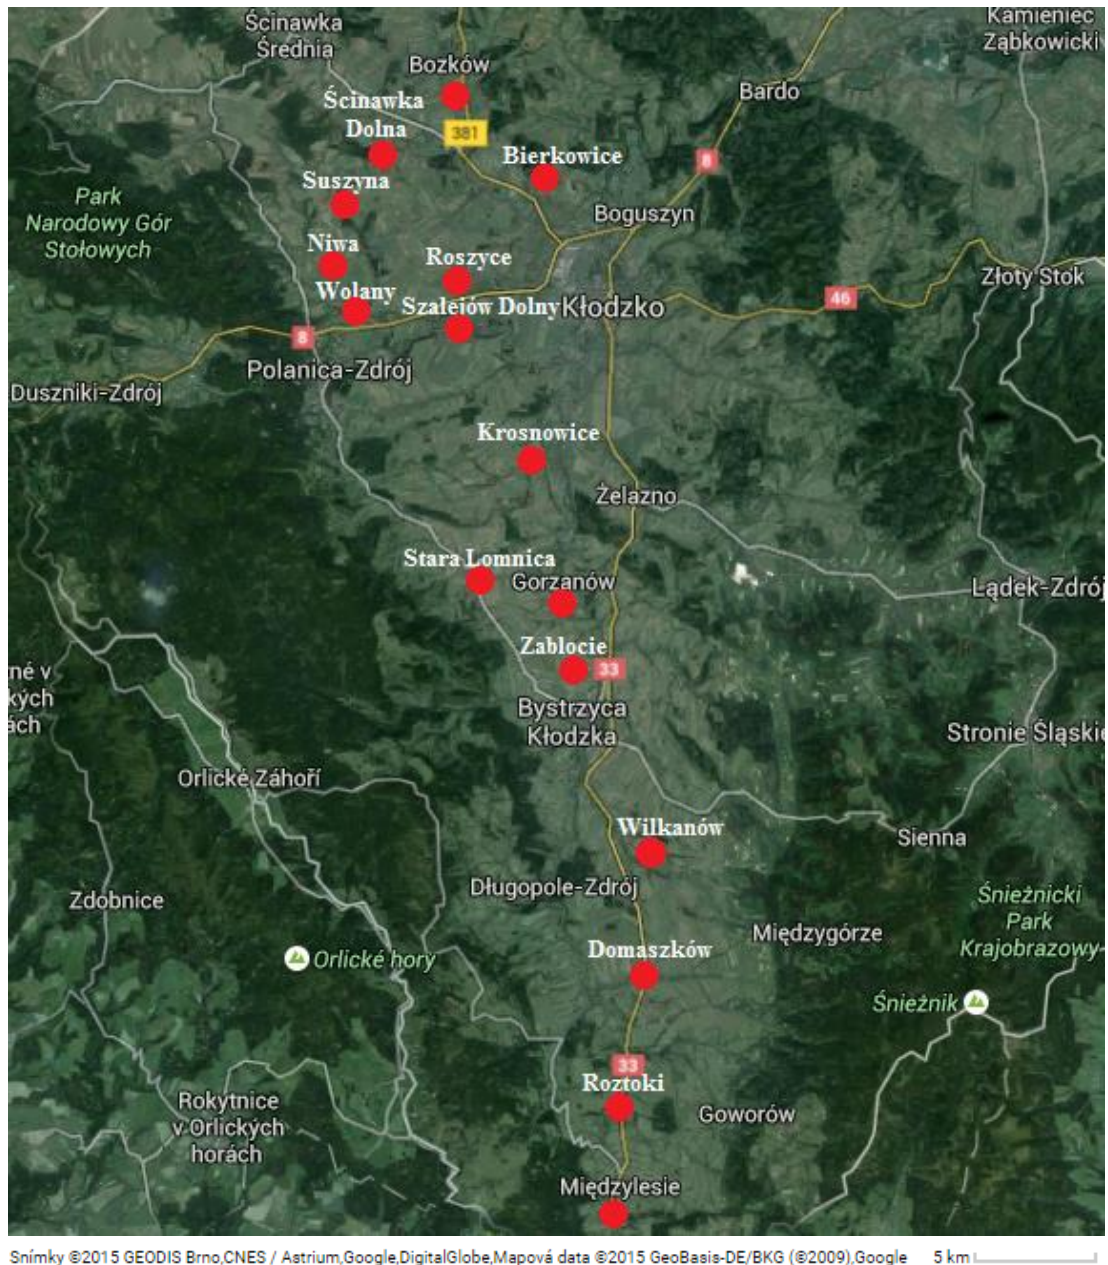 Ścinawka
Średnia
Kamieniec
Ząbkowicki
Bozków
Bardo
Ścinawka
Dolna
381
Bierkowice
8
Suszyna
Park
Narodowy Gór
Stołowych
Boguszyn
Niwa
Roszyce
Złoty Stok
Wolany
Szalejów Dolny
Kłodzko
46
8
Polanica-Zdrój
Duszniki-Zdrój
Krosnowice
Żelazno
Stara Lomnica
Gorzanów
Lądek-Zdrój
Zablocie
33
né v
kých
ách
Bystrzyca
Kłodzka
Stronie Śląskie
Orlické Záhoří
Wilkanów
Sienna
Długopole-Zdrój
Zdobnice
Śnieżnicki
Park
Krajobrazowy
Międzygórze
Domaszków
Orlické hory
Śnieżnik
33
Roztoki
Rokytnice
v Orlických
horách
Goworów
Międzylesie
Snímky ©2015 GEODIS Brno,CNES / Astrium,Google,DigitalGlobe,Mapová data ©2015 GeoBasis-DE/BKG (©2009),Google 5 km